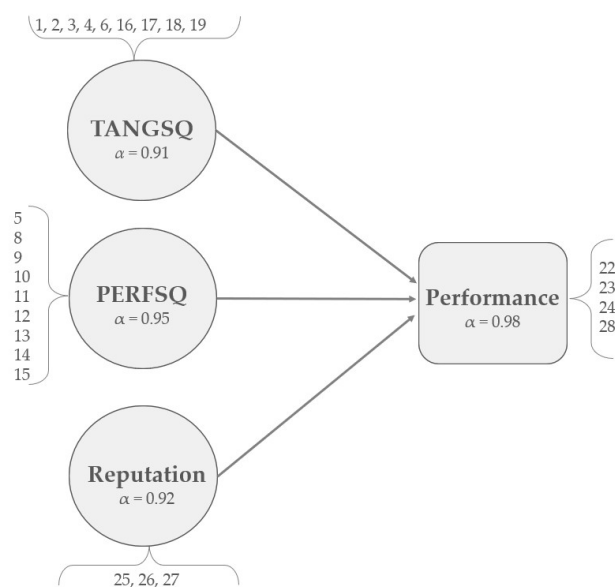 1, 2, 3, 4, 6, 16, 17, 18, 19
TANGSQ
α = 0.91
5
8
9
10
11
12
13
14
15
PERFSQ
α = 0.95
Performance
α = 0.98
22
23
24
28
Reputation
α = 0.92
25, 26, 27